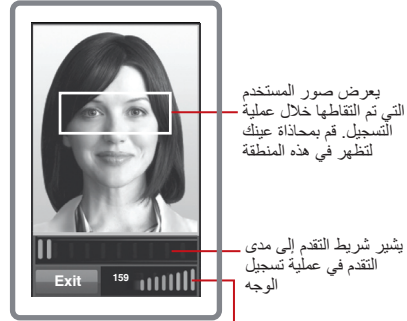 يعرض صور المستخدم
التي تم التقاطها خلال عملية
التسجيل. قم بمحاذاة عينك
لتظهر في هذه المنطقة
يشير شريط التقدم إلى مدى
التقدم في عملية تسجيل
الوجه
Exit
159